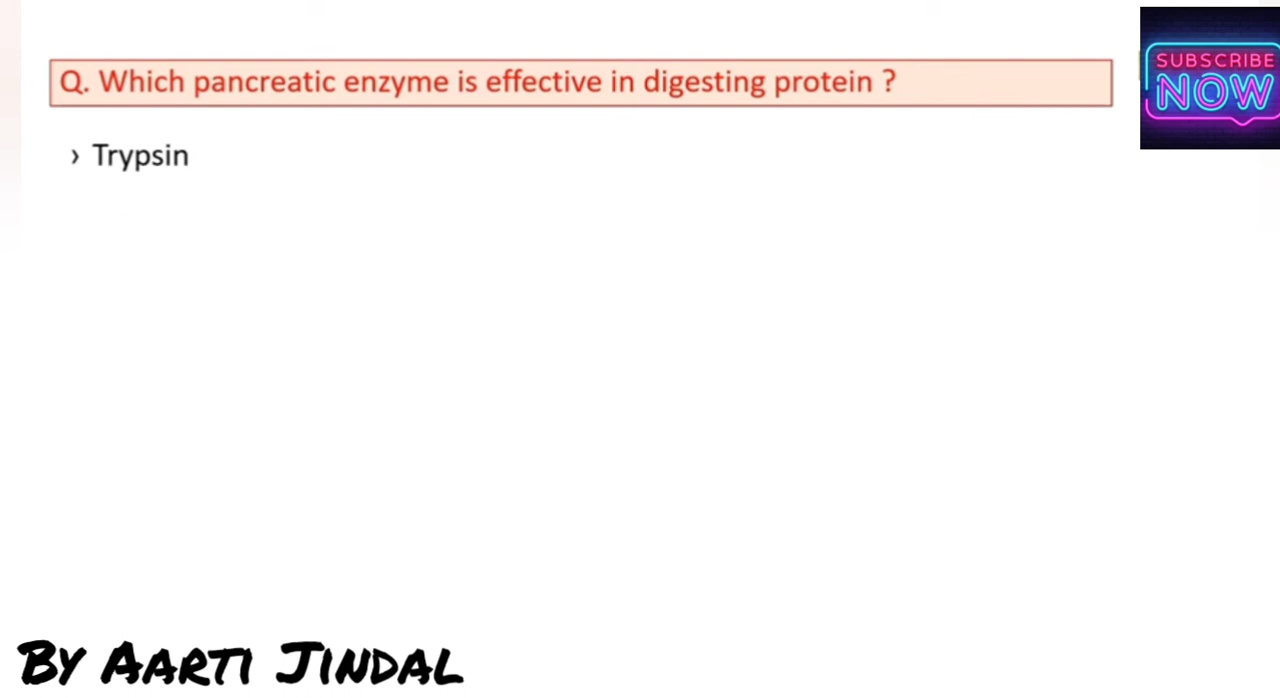 Q. Which pancreatic enzyme is effective in digesting protein ?
SUBSCRIBE
NOW
› Trypsin
By Aarti Jindal